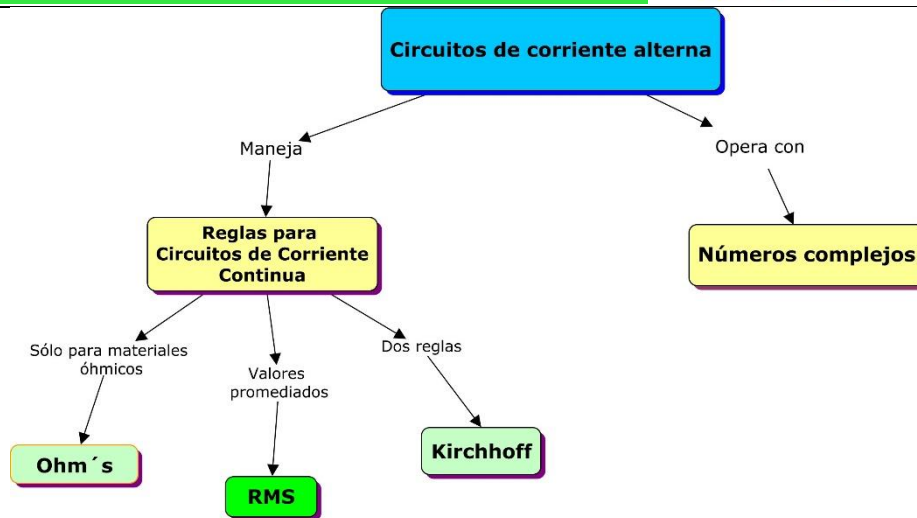 Circuitos de corriente alterna
Maneja
Opera con
Reglas para
Circuitos de Corriente
Continua
Números complejos
Sólo para materiales
óhmicos
Valores
promediados
Dos reglas
Ohm´s
RMS
Kirchhoff